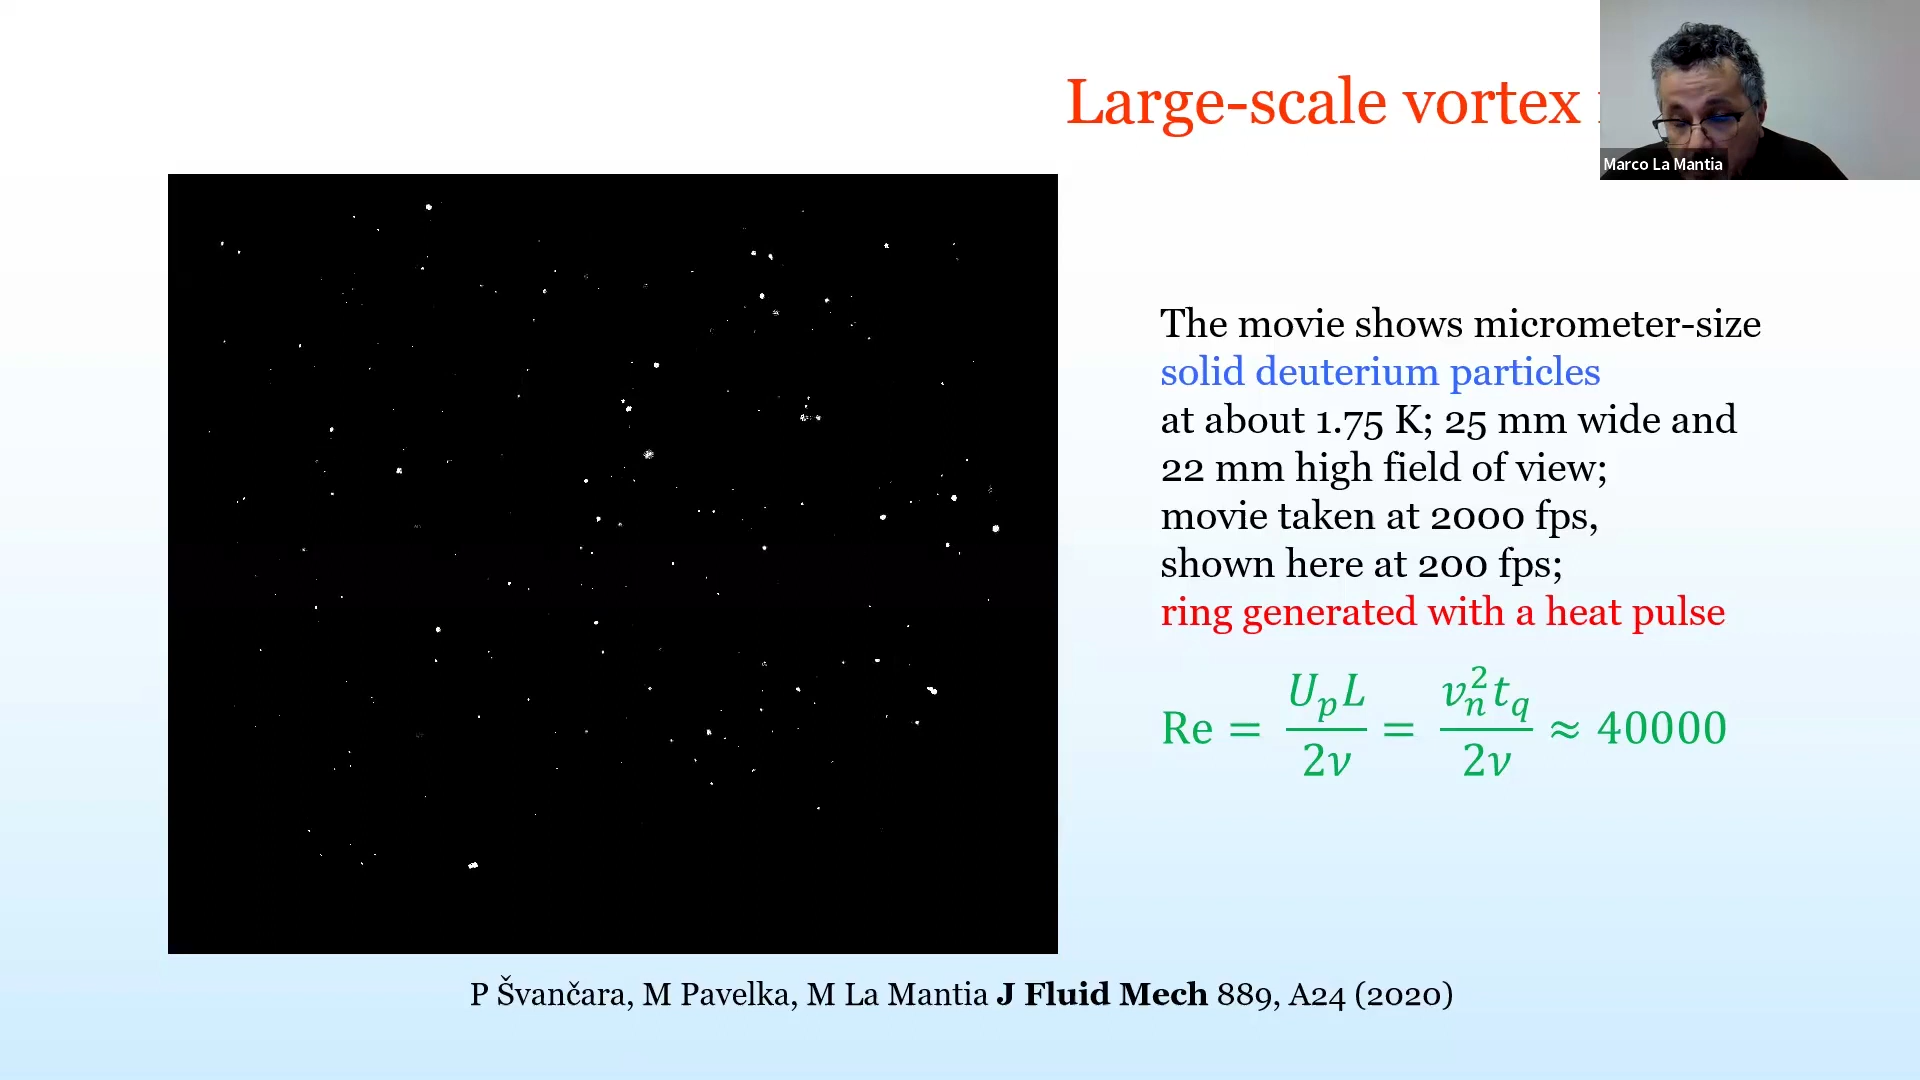 Large-scale vortex
Marco La Mantia
The movie shows micrometer-size
solid deuterium particles
at about 1.75 K; 25 mm wide and
22 mm high field of view;
movie taken at 2000 fps,
shown here at 200 fps;
ring generated with a heat pulse
Re = U_p L / 2ν = v_n^2 t_q / 2ν ≈ 40000
P Švančara, M Pavelka, M La Mantia J Fluid Mech 889, A24 (2020)